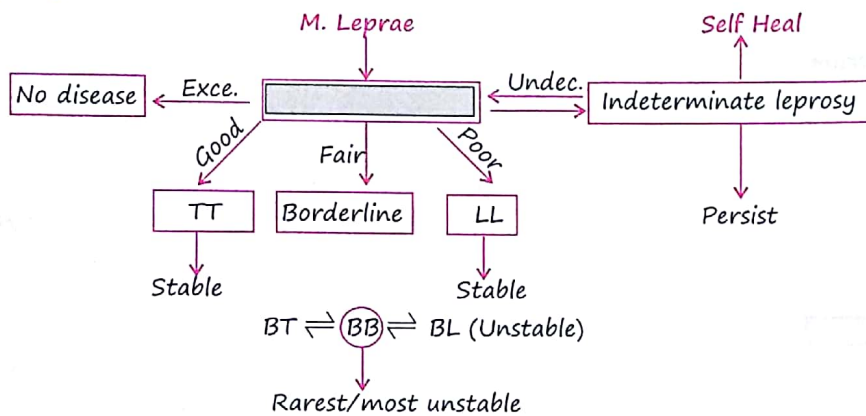 M. Leprae
Self Heal
No disease
Exce.
Undec.
Indeterminate leprosy
Good
Fair
Poor
TT
Borderline
LL
Persist
Stable
Stable
BT ⇌ BB ⇌ BL (Unstable)
Rarest/most unstable